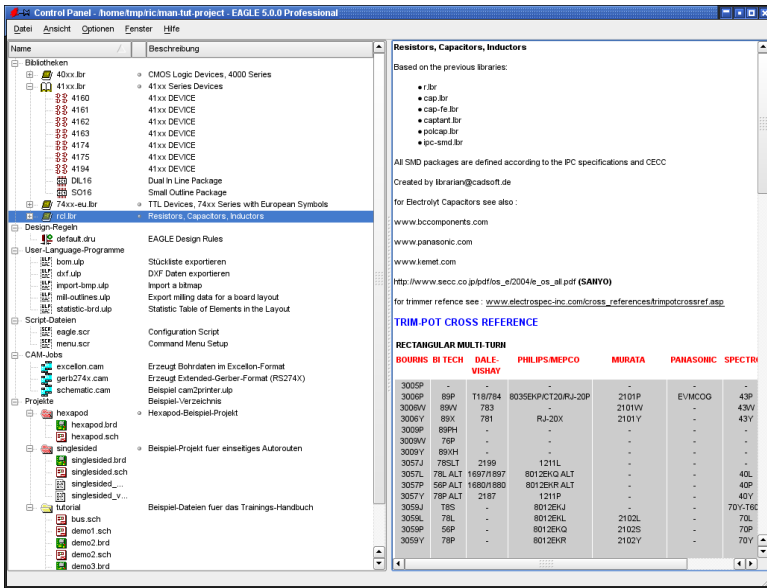 Control Panel - /home/tmp/ric/man-tut-project - EAGLE 5.0.0 Professional
Datei Ansicht Optionen Fenster Hilfe
Name Beschreibung
Bibliotheken
40xx.lbr CMOS Logic Devices, 4000 Series
41xx.lbr 41xx Series Devices
4160 41xx DEVICE
4161 41xx DEVICE
4162 41xx DEVICE
4163 41xx DEVICE
4174 41xx DEVICE
4175 41xx DEVICE
4194 41xx DEVICE
DIL16 Dual In Line Package
SO16 Small Outline Package
74xx-eu.lbr TTL Devices, 74xx Series with European Symbols
rcl.lbr Resistors, Capacitors, Inductors
Design-Regeln
default.dru EAGLE Design Rules
User-Language-Programme
bom.ulp Stückliste exportieren
dxf.ulp DXF Daten exportieren
import-bmp.ulp Import a bitmap
mill-outlines.ulp Export milling data for a board layout
statistic-brd.ulp Statistic Table of Elements in the Layout
Script-Dateien
eagle.scr Configuration Script
menu.scr Command Menu Setup
CAM-Jobs
excellon.cam Erzeugt Bohrdaten im Excellon-Format
gerb274x.cam Erzeugt Extended-Gerber-Format (RS274X)
schematic.cam Beispiel cam2printer.ulp
Projekte Beispiel-Verzeichnis
hexapod Hexapod-Beispiel-Projekt
hexapod.brd
hexapod.sch
singlesided Beispiel-Projekt fuer einseitiges Autorouten
singlesided.brd
singlesided.sch
singlesided_...
singlesided_v...
tutorial Beispiel-Dateien fuer das Trainings-Handbuch
bus.sch
demo1.sch
demo2.brd
demo2.sch
demo3.brd
Resistors, Capacitors, Inductors
Based on the previous libraries:
• r.lbr
• cap.lbr
• cap-fe.lbr
• captant.lbr
• polcap.lbr
• ipc-smd.lbr
All SMD packages are defined according to the IPC specifications and CECC
Created by librarian@cadsoft.de
for Electrolyt Capacitors see also :
www.bccomponents.com
www.panasonic.com
www.kemet.com
http://www.secc.co.jp/pdf/os_e/2004/e_os_all.pdf (SANYO)
for trimmer refence see : www.electrospec-inc.com/cross_references/trimpotcrossref.asp
TRIM-POT CROSS REFERENCE
RECTANGULAR MULTI-TURN
BOURNS BI TECH DALE-VISHAY PHILIPS/MEPCO MURATA PANASONIC SPECTRO
3005P - - - - - -
3006P 89P T18/784 8035EKP/CT20/RJ-20P 2101P EVMCOG 43P
3006W 89W 783 - 2101W - 43W
3006Y 89X 781 RJ-20X 2101Y - 43Y
3009P 89PH - - - - -
3009W 76P - - - - -
3009Y 89XH - - - - -
3057J 78SLT 2199 1211L - - -
3057L 78L ALT 1697/1897 8012EKQ ALT - - 40L
3057P 56P ALT 1680/1880 8012EKR ALT - - 40P
3057Y 78P ALT 2187 1211P - - 40Y
3059J T8S - 8012EKJ - - 70Y-T60
3059L 78L - 8012EKL 2102L - 70L
3059P 56P - 8012EKQ 2102S - 70P
3059Y 78P - 8012EKR 2102Y - 70Y